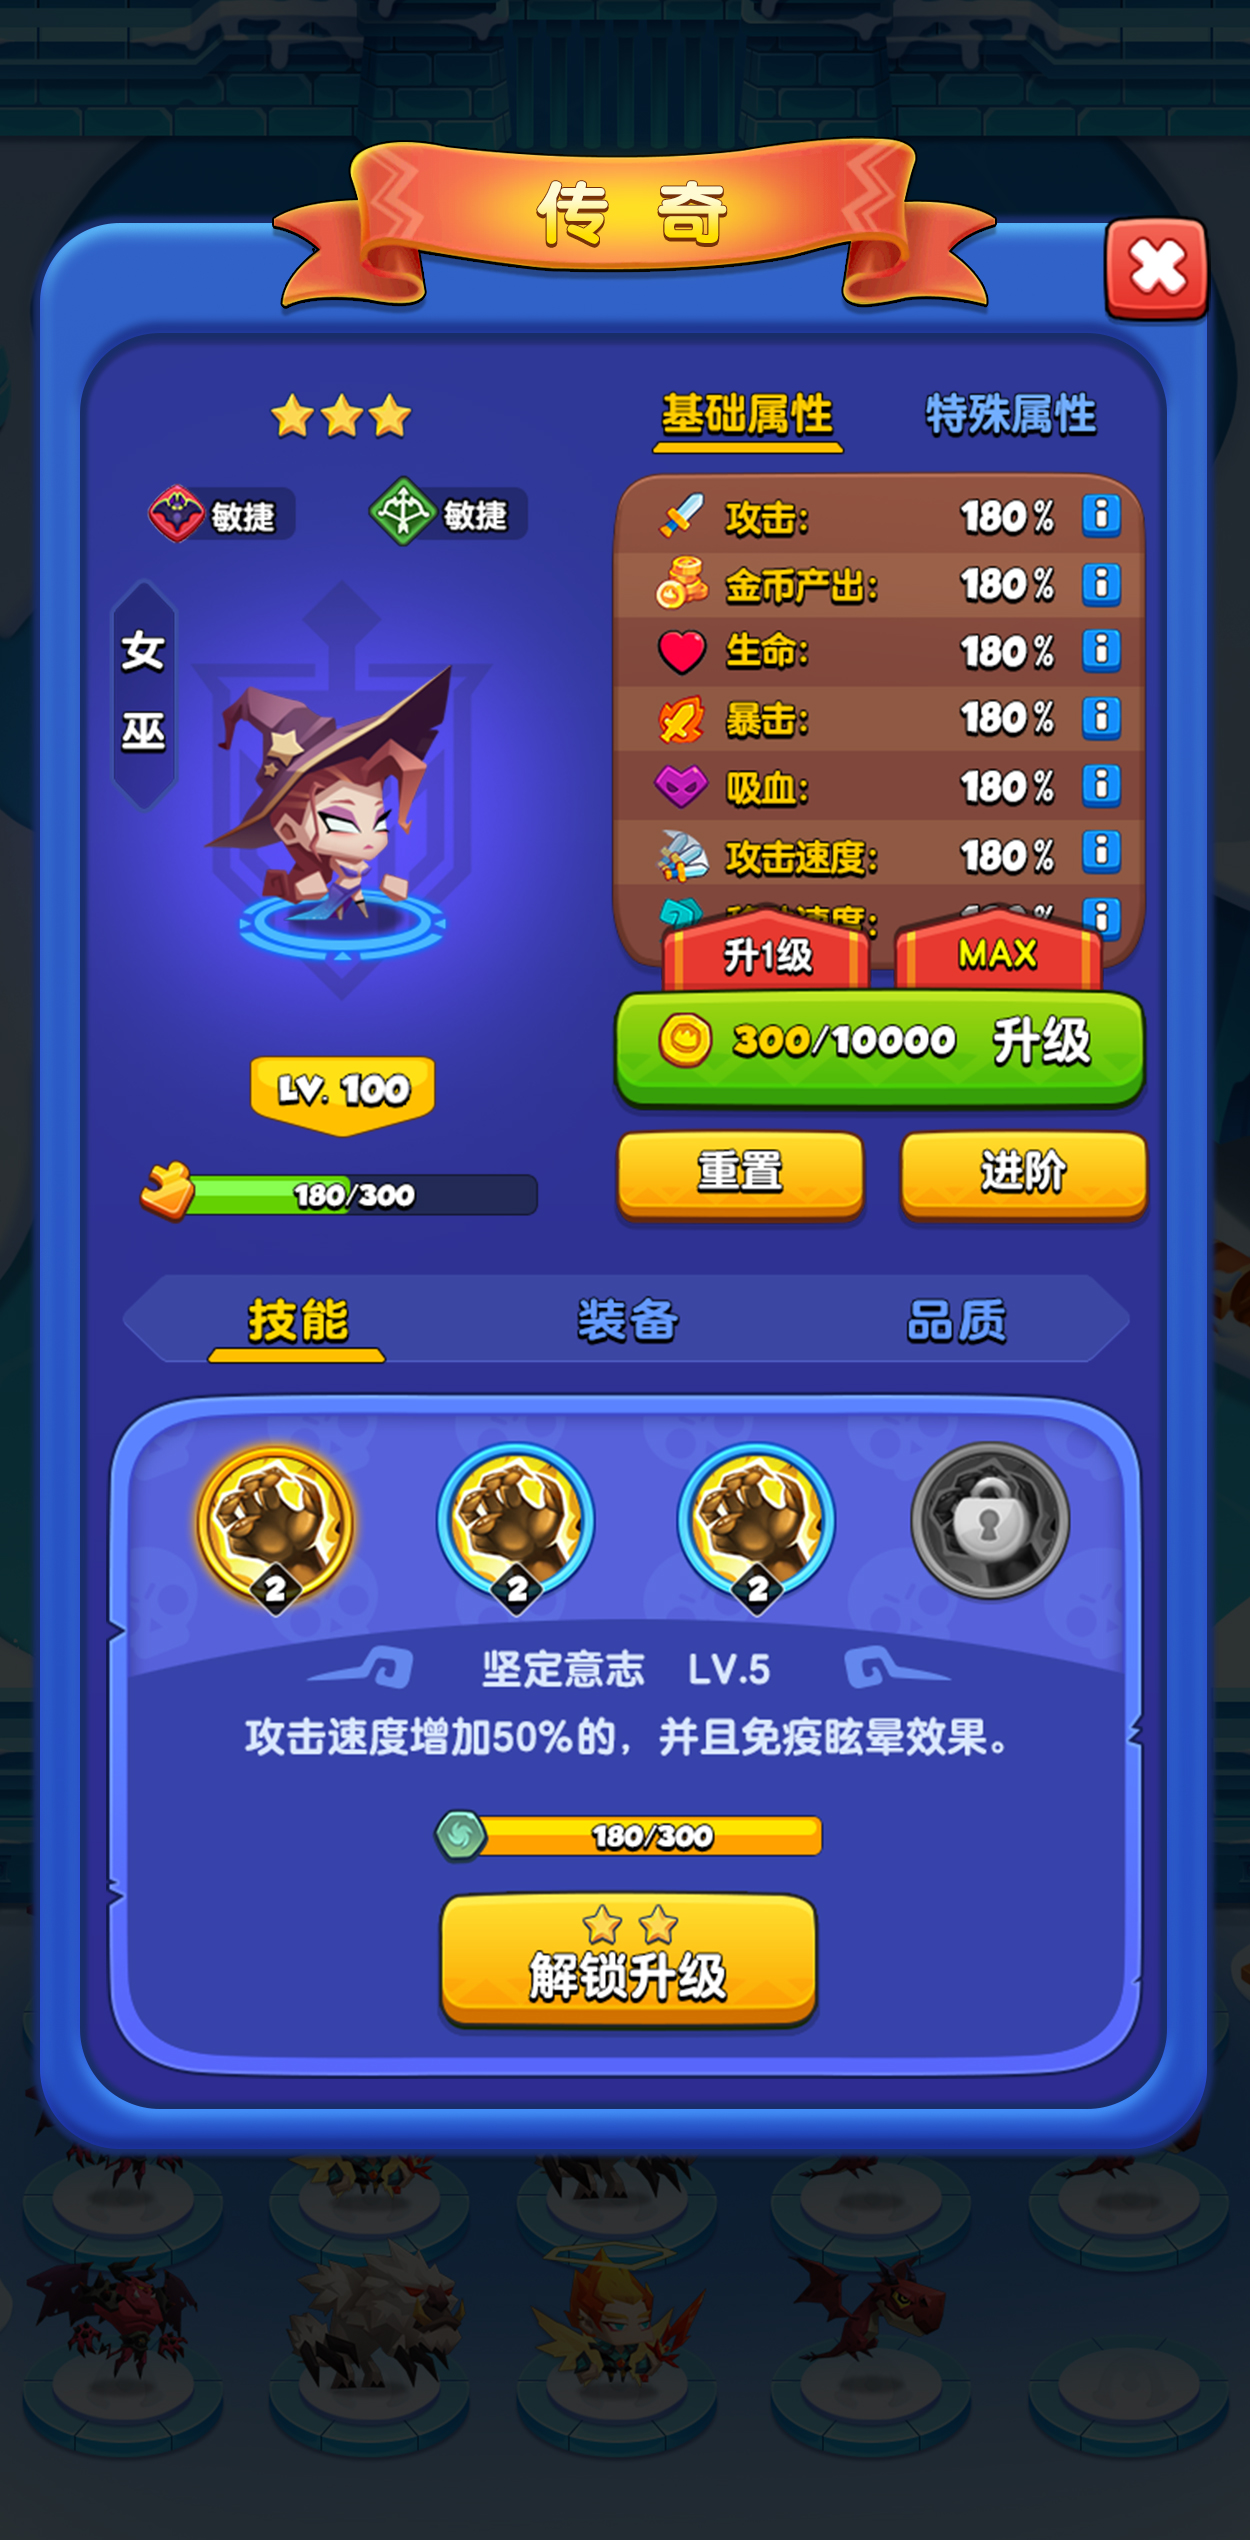 传 奇
基础属性 特殊属性
敏捷 敏捷
女
巫
攻击: 180%
金币产出: 180%
生命: 180%
暴击: 180%
吸血: 180%
攻击速度: 180%
速度: %
升1级 MAX
300/10000 升级
LV. 100
重置 进阶
180/300
技能 装备 品质
2 2 2
坚定意志 LV.5
攻击速度增加50%的，并且免疫眩晕效果。
180/300
解锁升级